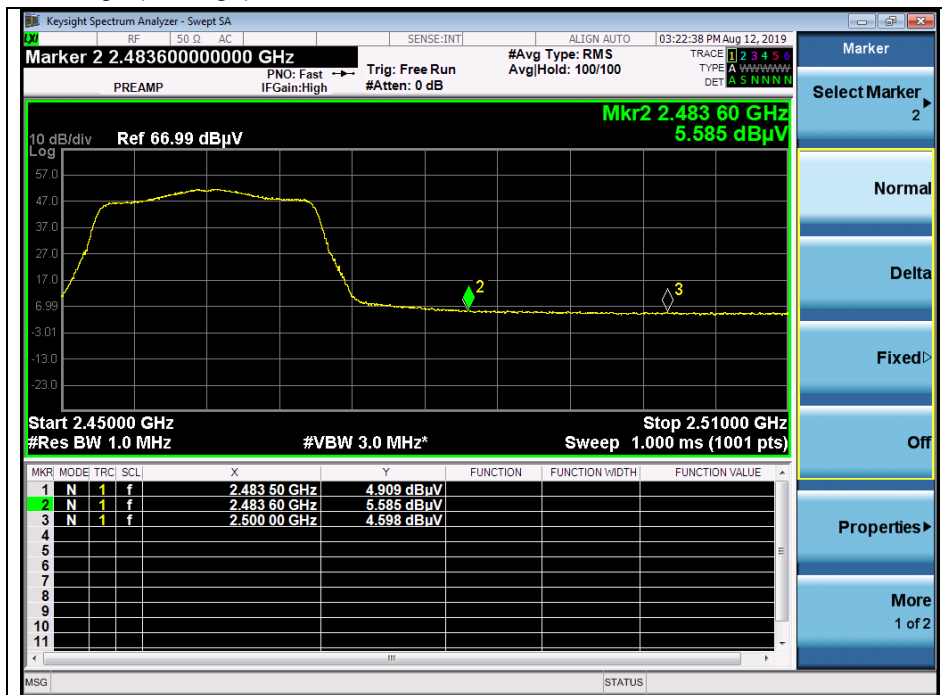 Keysight Spectrum Analyzer - Swept SA
LXI RF 50 Ω AC SENSE:INT ALIGN AUTO 03:22:38 PM Aug 12, 2019
Marker 2 2.483600000000 GHz
PREAMP
PNO: Fast
IFGain:High
Trig: Free Run
#Atten: 0 dB
#Avg Type: RMS
Avg|Hold: 100/100
TRACE 1 2 3 4 5 6
TYPE A WWWWW
DET A S N N N N
Mkr2 2.483 60 GHz
5.585 dBµV
10 dB/div Ref 66.99 dBµV
Log
57.0
47.0
37.0
27.0
17.0
6.99
-3.01
-13.0
-23.0
2
3
Start 2.45000 GHz Stop 2.51000 GHz
#Res BW 1.0 MHz #VBW 3.0 MHz* Sweep 1.000 ms (1001 pts)
MKR MODE TRC SCL X Y FUNCTION FUNCTION WIDTH FUNCTION VALUE
1 N 1 f 2.483 50 GHz 4.909 dBµV
2 N 1 f 2.483 60 GHz 5.585 dBµV
3 N 1 f 2.500 00 GHz 4.598 dBµV
4
5
6
7
8
9
10
11
MSG STATUS
Marker
Select Marker
2
Normal
Delta
Fixed
Off
Properties
More
1 of 2